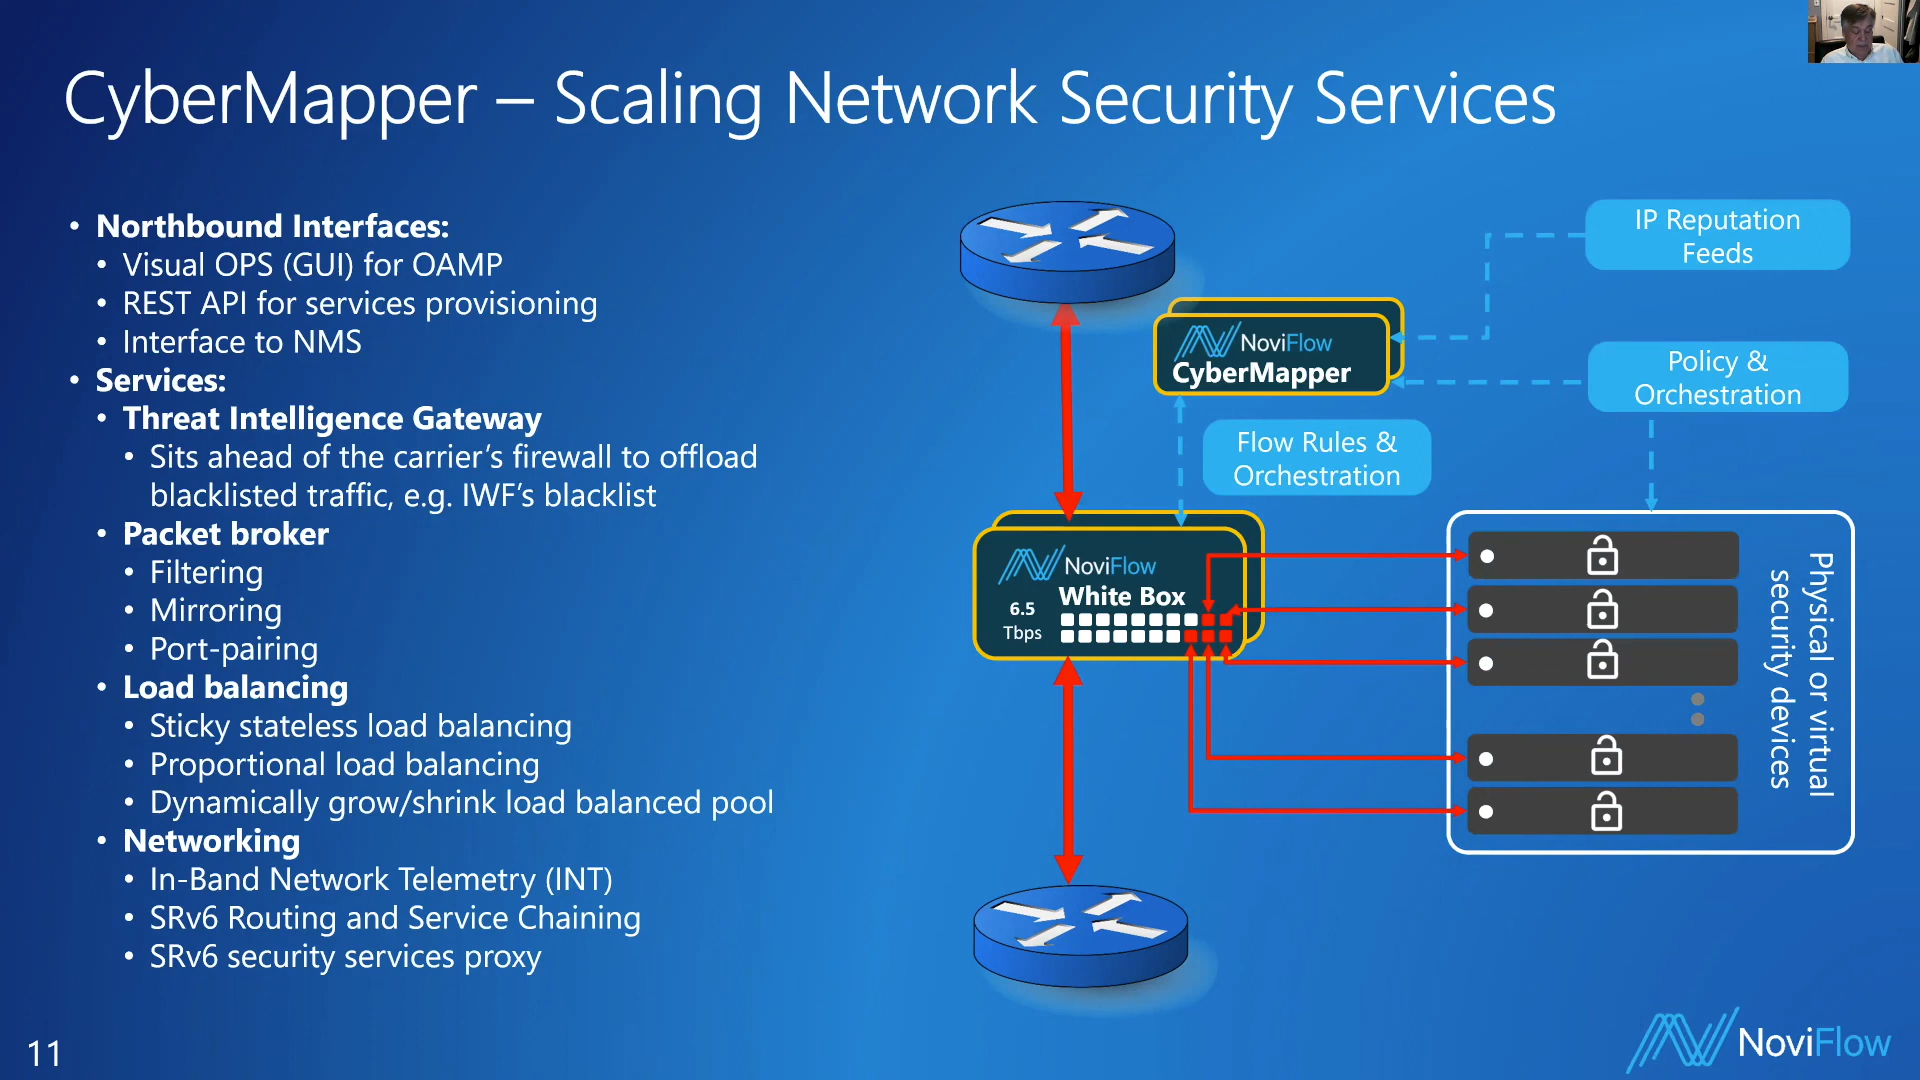 CyberMapper – Scaling Network Security Services
• Northbound Interfaces:
• Visual OPS (GUI) for OAMP
• REST API for services provisioning
• Interface to NMS
• Services:
• Threat Intelligence Gateway
• Sits ahead of the carrier’s firewall to offload
blacklisted traffic, e.g. IWF’s blacklist
• Packet broker
• Filtering
• Mirroring
• Port-pairing
• Load balancing
• Sticky stateless load balancing
• Proportional load balancing
• Dynamically grow/shrink load balanced pool
• Networking
• In-Band Network Telemetry (INT)
• SRv6 Routing and Service Chaining
• SRv6 security services proxy
IP Reputation
Feeds
NoviFlow
CyberMapper
Policy &
Orchestration
Flow Rules &
Orchestration
NoviFlow
White Box
6.5
Tbps
Physical or virtual
security devices
11
NoviFlow